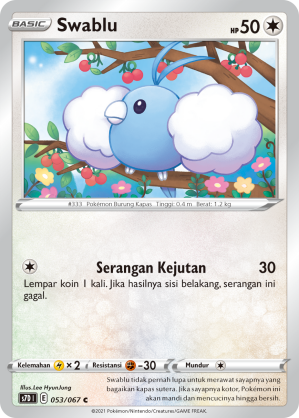 BASIC Swablu HP 50
#333 Pokémon Burung Kapas Tinggi: 0.4 m Berat: 1.2 kg
Serangan Kejutan 30
Lempar koin 1 kali. Jika hasilnya sisi belakang, serangan ini
gagal.
Kelemahan ×2 Resistansi -30 Mundur
Illus. Lee HyunJung
Swablu tidak pernah lupa untuk merawat sayapnya yang
bagaikan kapas sutera. Jika sayapnya kotor, Pokémon ini
akan mandi dan mencucinya hingga bersih.
s7D I E 053/067 C
©2021 Pokémon/Nintendo/Creatures/GAME FREAK.